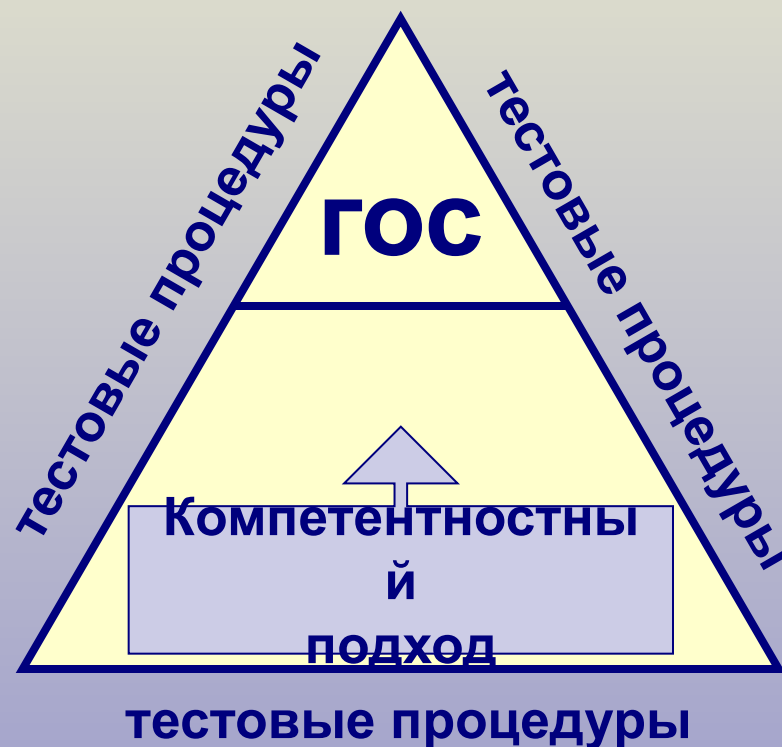 тестовые процедуры
тестовые процедуры
ГОС
Компетентностны
й
подход
тестовые процедуры